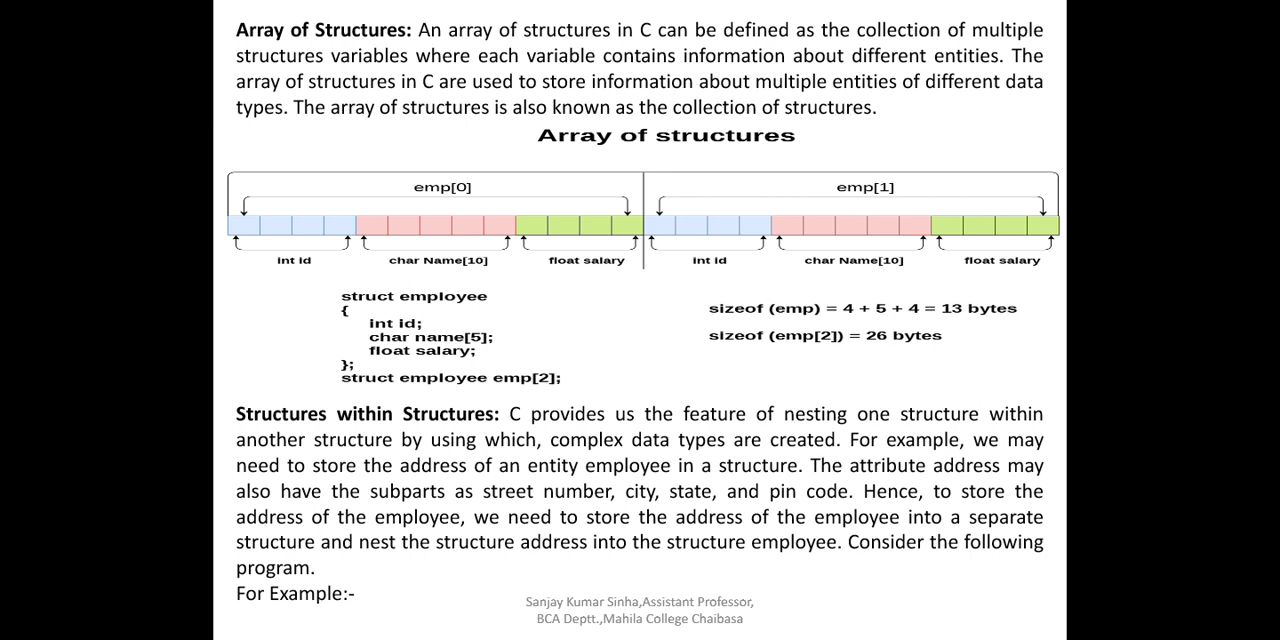 Array of Structures: An array of structures in C can be defined as the collection of multiple
structures variables where each variable contains information about different entities. The
array of structures in C are used to store information about multiple entities of different data
types. The array of structures is also known as the collection of structures.
Array of structures
emp[0] emp[1]
int id char Name[10] float salary int id char Name[10] float salary
struct employee
{
int id;
char name[5];
float salary;
};
struct employee emp[2];
sizeof (emp) = 4 + 5 + 4 = 13 bytes
sizeof (emp[2]) = 26 bytes
Structures within Structures: C provides us the feature of nesting one structure within
another structure by using which, complex data types are created. For example, we may
need to store the address of an entity employee in a structure. The attribute address may
also have the subparts as street number, city, state, and pin code. Hence, to store the
address of the employee, we need to store the address of the employee into a separate
structure and nest the structure address into the structure employee. Consider the following
program.
For Example:-
Sanjay Kumar Sinha,Assistant Professor,
BCA Deptt.,Mahila College Chaibasa